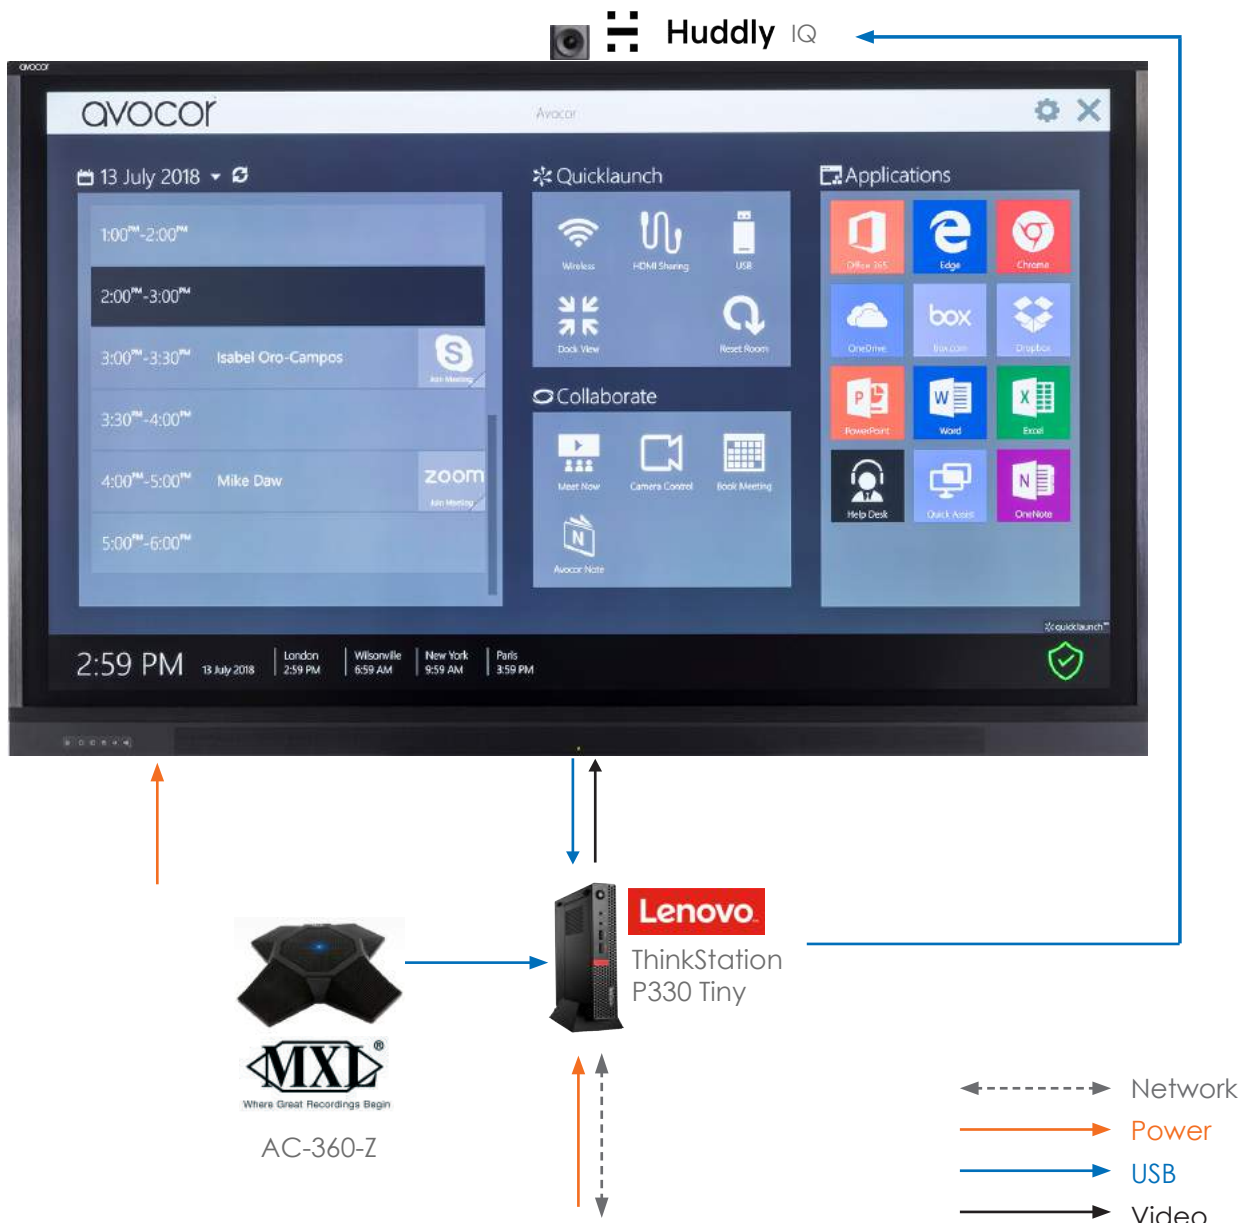 Huddly IQ
avocor
avocor
Avocor
13 July 2018
1:00PM-2:00PM
2:00PM-3:00PM
3:00PM-3:30PM Isabel Oro-Campos
S
Join Meeting
3:30PM-4:00PM
4:00PM-5:00PM Mike Daw
zoom
Join Meeting
5:00PM-6:00PM
Quicklaunch
Wireless
HDMI Sharing
USB
Dock View
Reset Room
Collaborate
Meet Now
Camera Control
Book Meeting
N
Avocor Note
Applications
Office 365
Edge
Chrome
OneDrive
box
Box.com
Dropbox
P
PowerPoint
W
Word
X
Excel
Help Desk
Quick Assist
N
OneNote
quicklaunch™
2:59 PM
13 July 2018
London
2:59 PM
Wilsonville
6:59 AM
New York
9:59 AM
Paris
3:59 PM
Lenovo
ThinkStation
P330 Tiny
MXL®
Where Great Recordings Begin
AC-360-Z
Network
Power
USB
Video